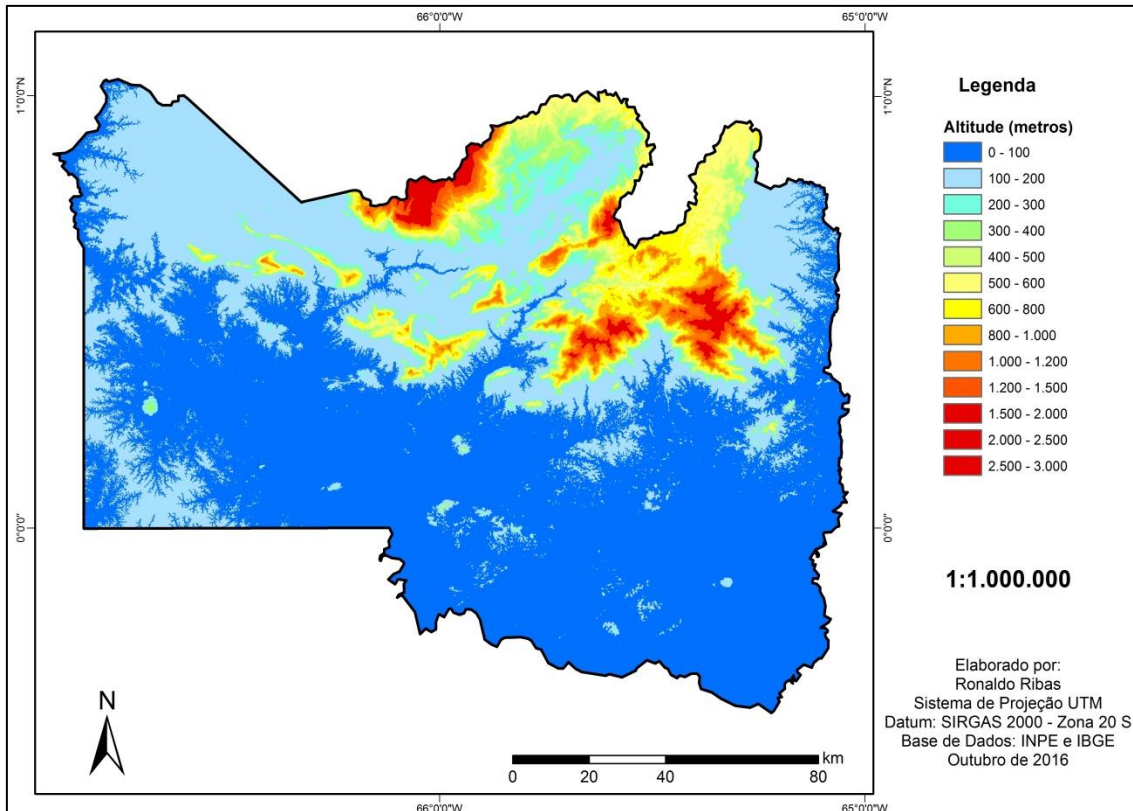 66°0'0"W
65°0'0"W
1°0'0"N
1°0'0"N
0°0'0"
0°0'0"
N
km
0 20 40 80
66°0'0"W
65°0'0"W
Legenda
Altitude (metros)
0 - 100
100 - 200
200 - 300
300 - 400
400 - 500
500 - 600
600 - 800
800 - 1.000
1.000 - 1.200
1.200 - 1.500
1.500 - 2.000
2.000 - 2.500
2.500 - 3.000
1:1.000.000
Elaborado por:
Ronaldo Ribas
Sistema de Projeção UTM
Datum: SIRGAS 2000 - Zona 20 S
Base de Dados: INPE e IBGE
Outubro de 2016